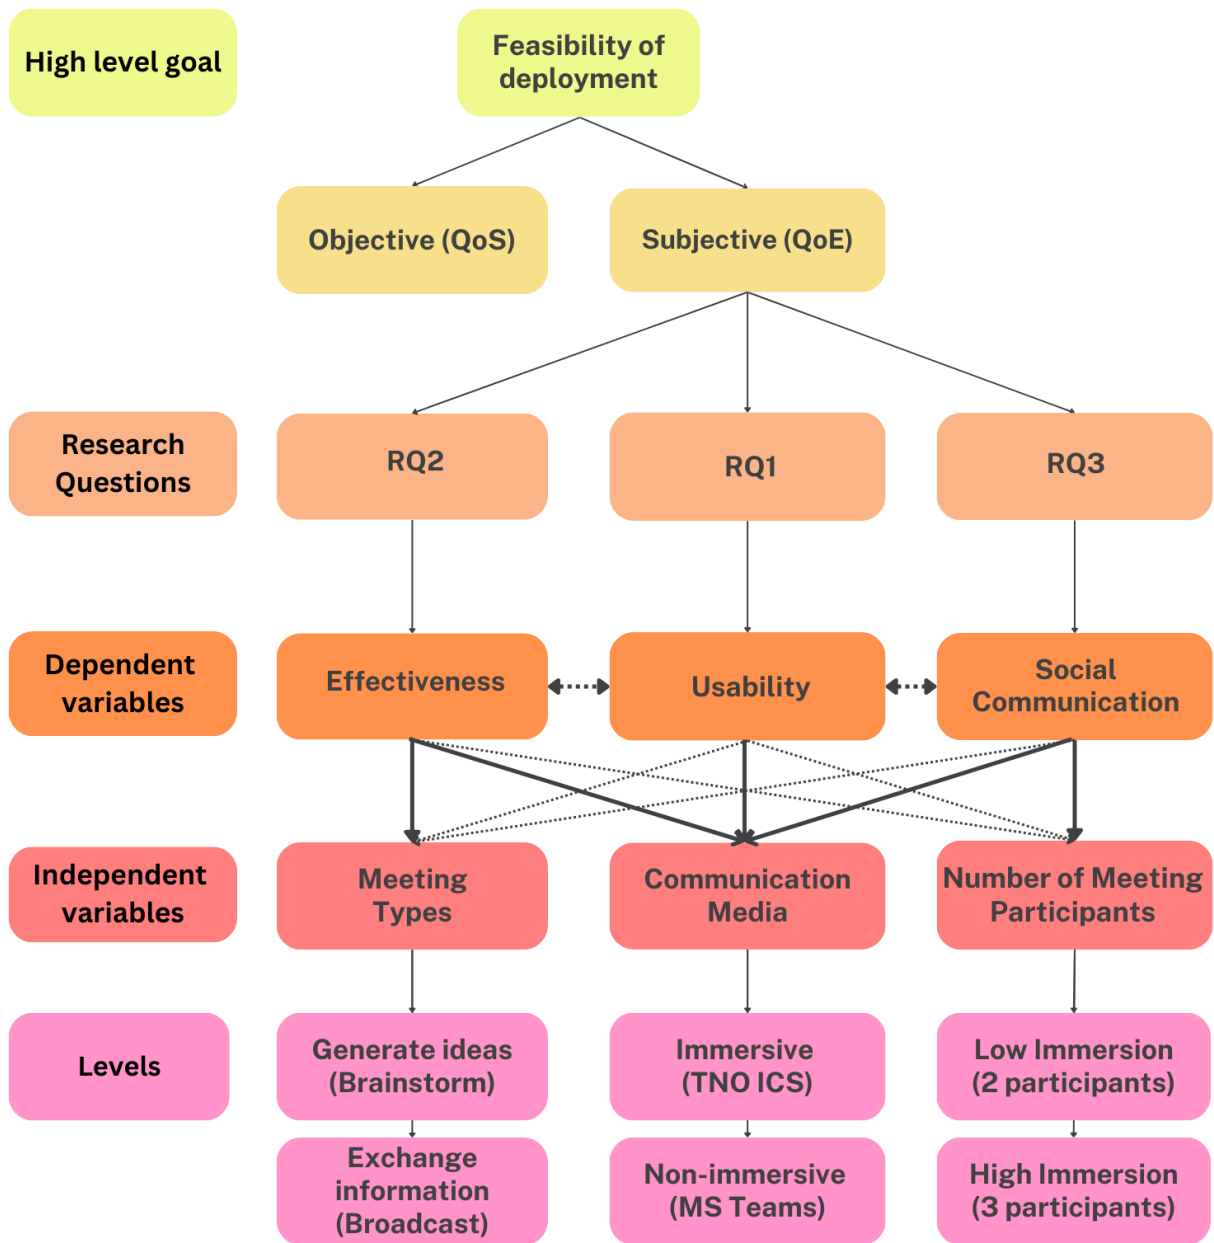 High level goal
Feasibility of
deployment
Objective (QoS)
Subjective (QoE)
Research
Questions
RQ2
RQ1
RQ3
Dependent
variables
Effectiveness
Usability
Social
Communication
Independent
variables
Meeting
Types
Communication
Media
Number of Meeting
Participants
Levels
Generate ideas
(Brainstorm)
Immersive
(TNO ICS)
Low Immersion
(2 participants)
Exchange
information
(Broadcast)
Non-immersive
(MS Teams)
High Immersion
(3 participants)